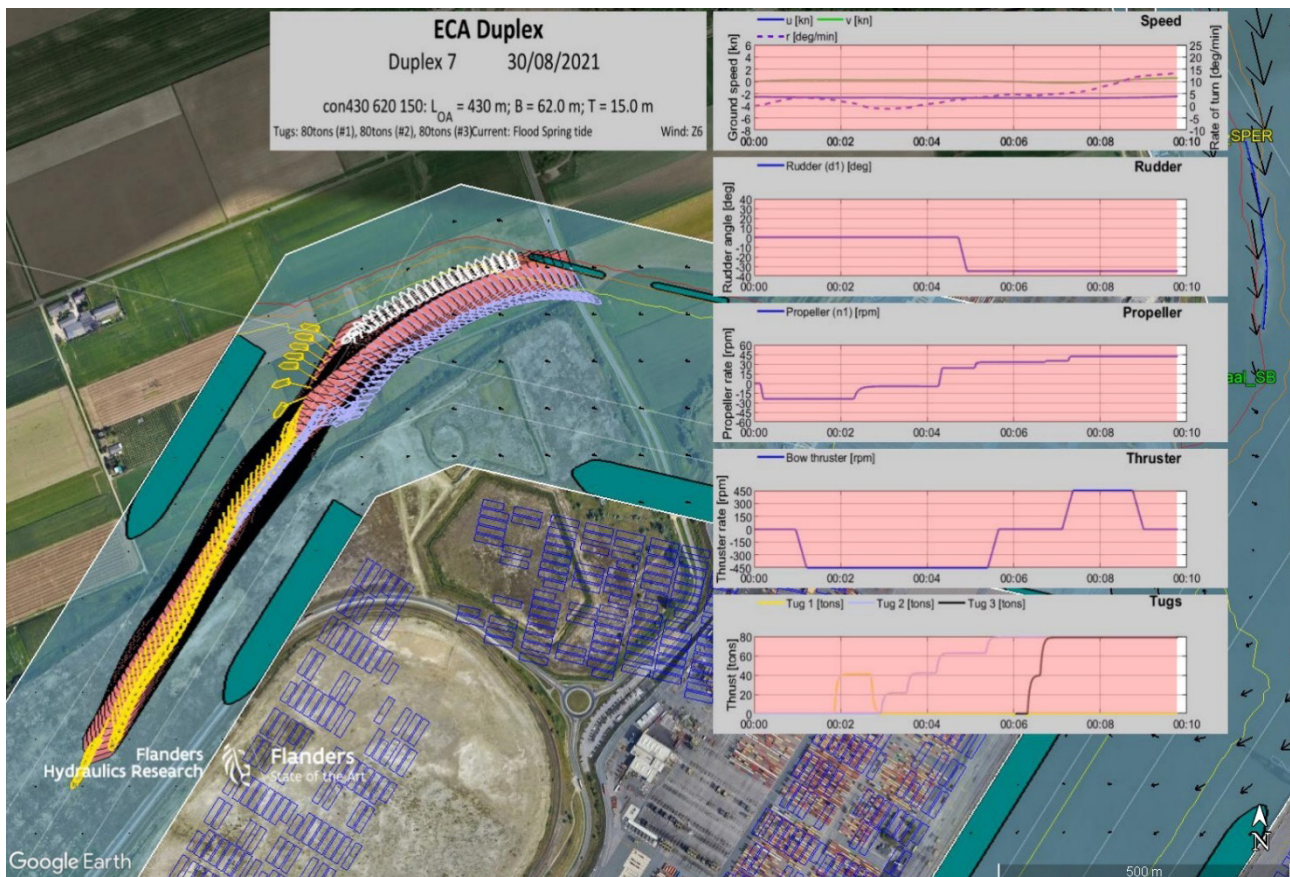 ECA Duplex
Duplex 7 30/08/2021
con430 620 150: L_OA = 430 m; B = 62.0 m; T = 15.0 m
Tugs: 80tons (#1), 80tons (#2), 80tons (#3)Current: Flood Spring tide Wind: Z6
u [kn] v [kn] Speed
r [deg/min]
Ground speed [kn]
6
4
2
0
-2
-4
-6
-8
25
20
15
10
5
0
-5
-10
Rate of turn [deg/min]
00:00 00:02 00:04 00:06 00:08 00:10
Rudder (d1) [deg] Rudder
Rudder angle [deg]
40
30
20
10
0
-10
-20
-30
-40
00:00 00:02 00:04 00:06 00:08 00:10
Propeller (n1) [rpm] Propeller
Propeller rate [rpm]
60
45
30
15
0
-15
-30
-45
-60
00:00 00:02 00:04 00:06 00:08 00:10
Bow thruster [rpm] Thruster
Thruster rate [rpm]
450
300
150
0
-150
-300
-450
00:00 00:02 00:04 00:06 00:08 00:10
Tug 1 [tons] Tug 2 [tons] Tug 3 [tons] Tugs
Thrust [tons]
80
60
40
20
0
00:00 00:02 00:04 00:06 00:08 00:10
SPER
aal_SB
Flanders
Hydraulics Research
Flanders
State of the Art
Google Earth
N
500 m